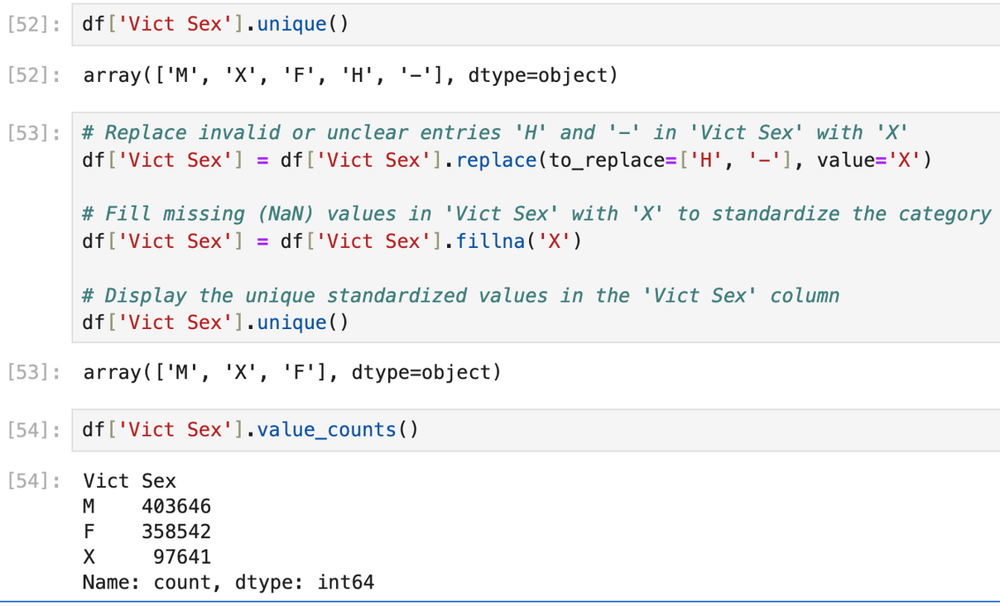 [52]: df['Vict Sex'].unique()
[52]: array(['M', 'X', 'F', 'H', '-'], dtype=object)
[53]: # Replace invalid or unclear entries 'H' and '-' in 'Vict Sex' with 'X'
df['Vict Sex'] = df['Vict Sex'].replace(to_replace=['H', '-'], value='X')
# Fill missing (NaN) values in 'Vict Sex' with 'X' to standardize the category
df['Vict Sex'] = df['Vict Sex'].fillna('X')
# Display the unique standardized values in the 'Vict Sex' column
df['Vict Sex'].unique()
[53]: array(['M', 'X', 'F'], dtype=object)
[54]: df['Vict Sex'].value_counts()
[54]: Vict Sex
M    403646
F    358542
X     97641
Name: count, dtype: int64